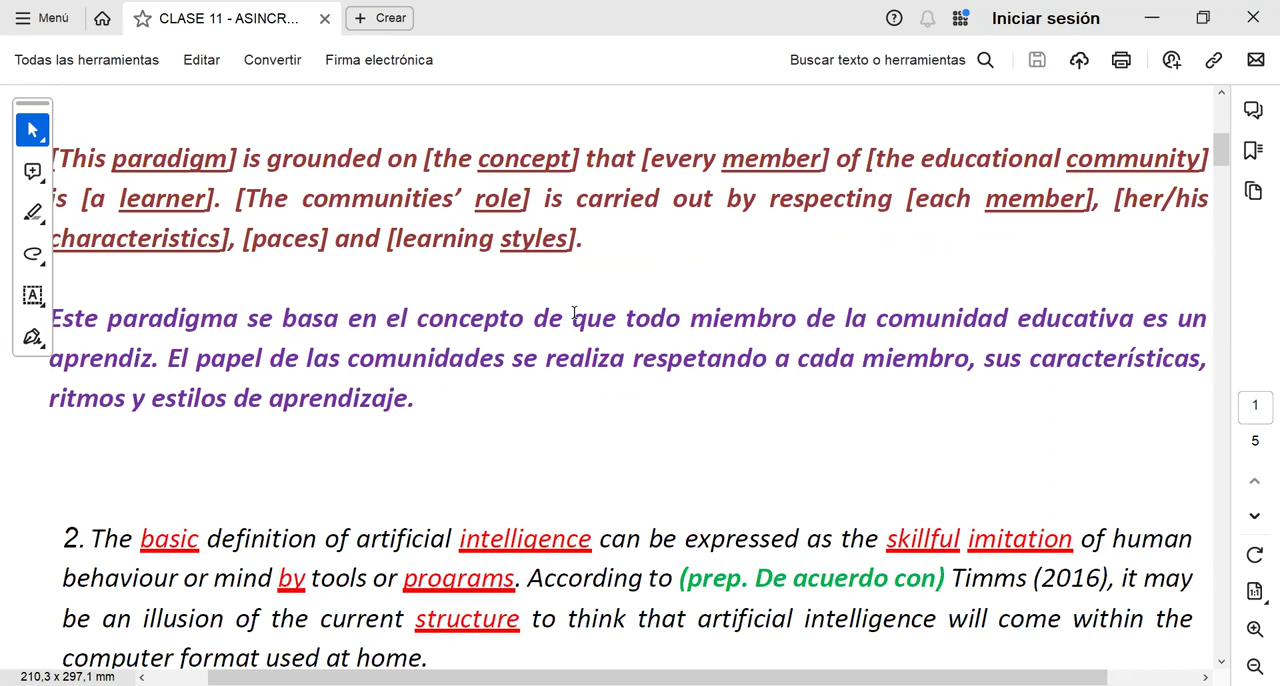 Menú
CLASE 11 - ASINCR...
Crear
Iniciar sesión
Todas las herramientas
Editar
Convertir
Firma electrónica
Buscar texto o herramientas
[This paradigm] is grounded on [the concept] that [every member] of [the educational community]
is [a learner]. [The communities’ role] is carried out by respecting [each member], [her/his
characteristics], [paces] and [learning styles].
Este paradigma se basa en el concepto de que todo miembro de la comunidad educativa es un
aprendiz. El papel de las comunidades se realiza respetando a cada miembro, sus características,
ritmos y estilos de aprendizaje.
2. The basic definition of artificial intelligence can be expressed as the skillful imitation of human
behaviour or mind by tools or programs. According to (prep. De acuerdo con) Timms (2016), it may
be an illusion of the current structure to think that artificial intelligence will come within the
computer format used at home.
1
5
210,3 x 297,1 mm